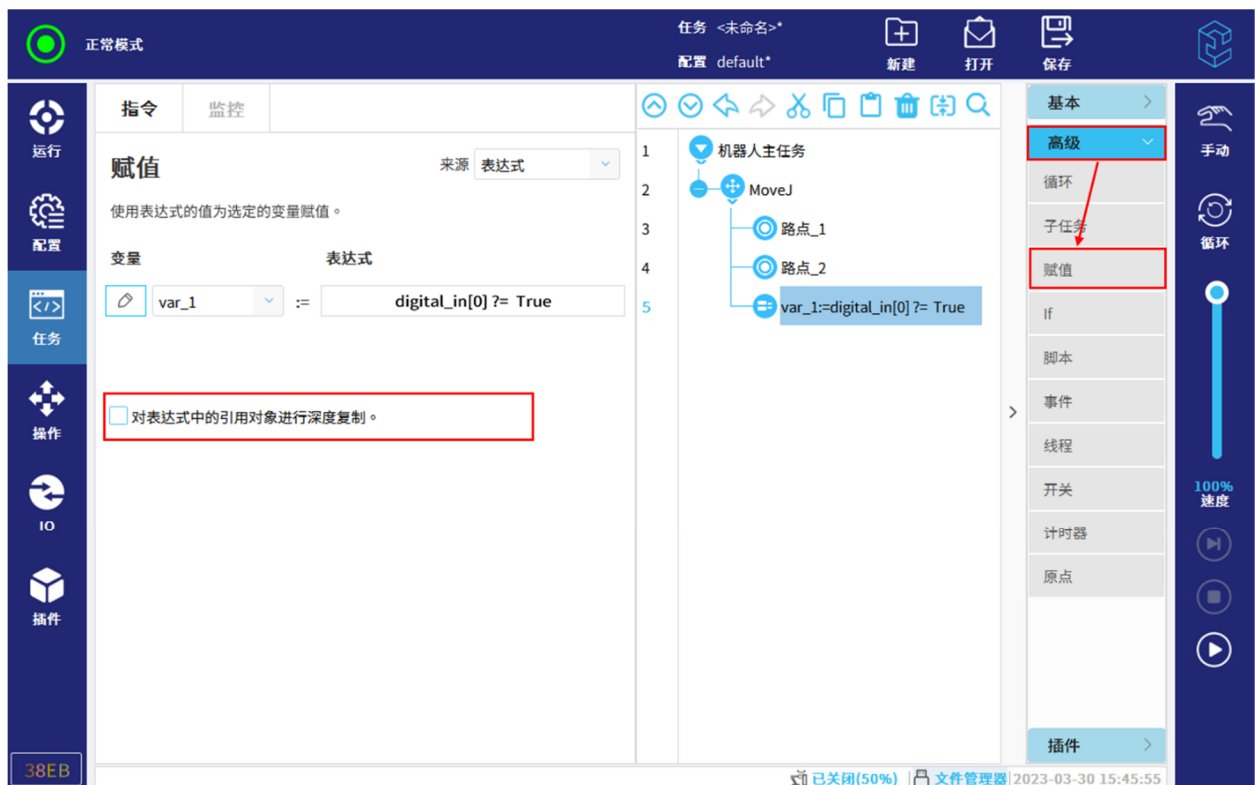 正常模式
任务 <未命名>*
配置 default*
新建 打开 保存
运行
配置
任务
操作
IO
插件
38EB
指令 监控
赋值
来源 表达式
使用表达式的值为选定的变量赋值。
变量 表达式
var_1 := digital_in[0] ?= True
对表达式中的引用对象进行深度复制。
1 机器人主任务
2 MoveJ
3 路点_1
4 路点_2
5 var_1:=digital_in[0] ?= True
基本
高级
循环
子任务
赋值
If
脚本
事件
线程
开关
计时器
原点
插件
手动
循环
100%
速度
已关闭(50%) 文件管理器 2023-03-30 15:45:55